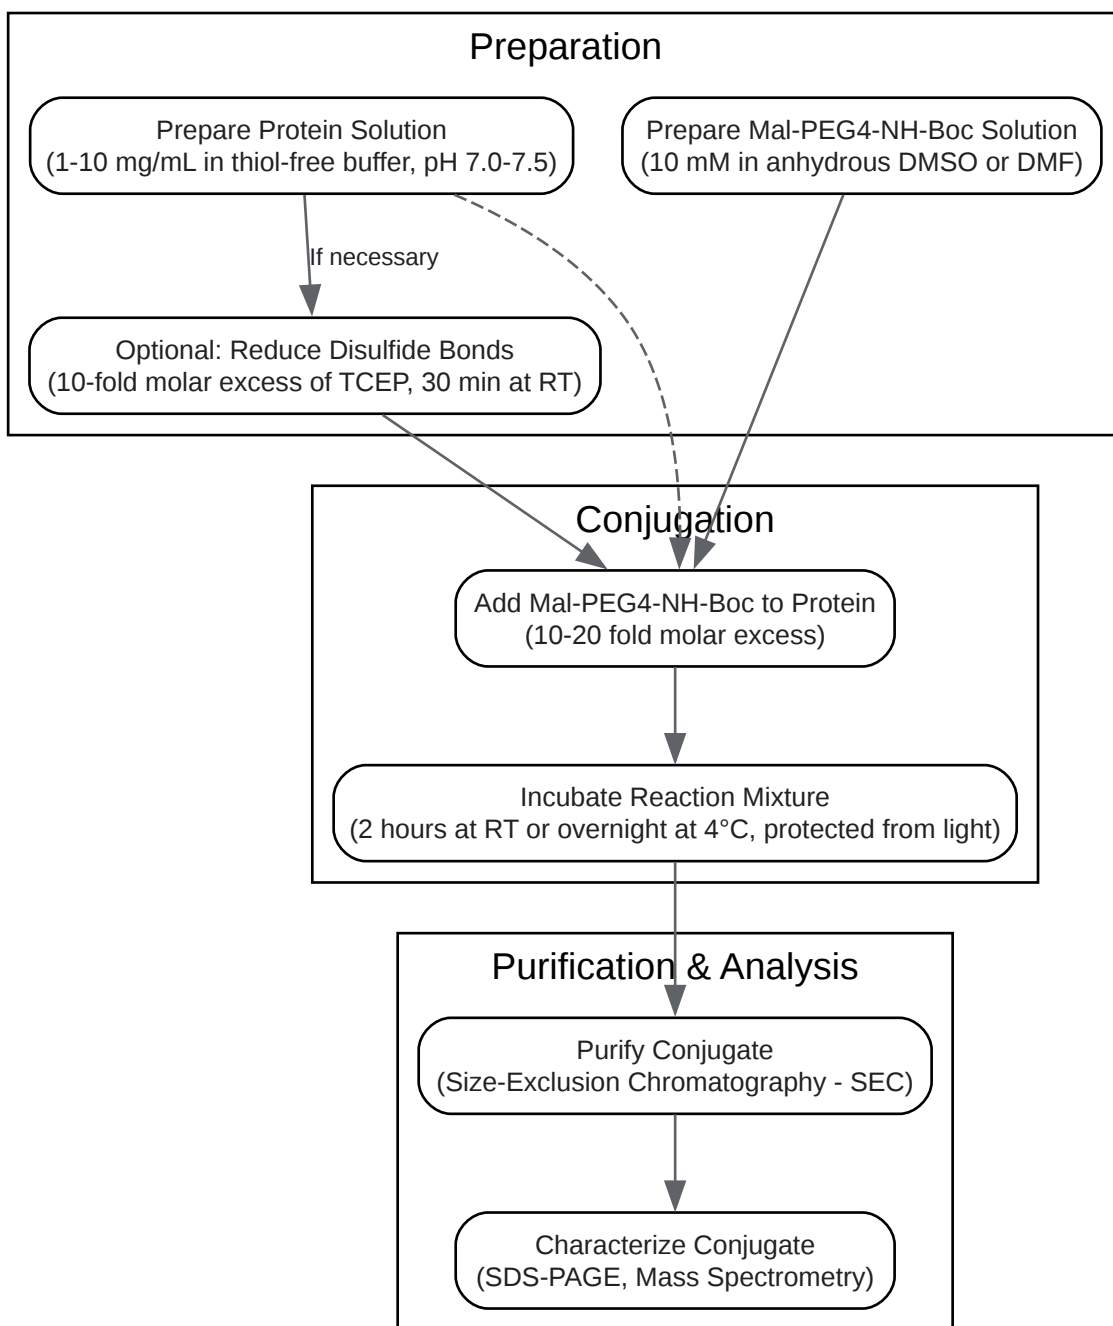 Preparation
Prepare Protein Solution
(1-10 mg/mL in thiol-free buffer, pH 7.0-7.5)
Prepare Mal-PEG4-NH-Boc Solution
(10 mM in anhydrous DMSO or DMF)
If necessary
Optional: Reduce Disulfide Bonds
(10-fold molar excess of TCEP, 30 min at RT)
Conjugation
Add Mal-PEG4-NH-Boc to Protein
(10-20 fold molar excess)
Incubate Reaction Mixture
(2 hours at RT or overnight at 4°C, protected from light)
Purification & Analysis
Purify Conjugate
(Size-Exclusion Chromatography - SEC)
Characterize Conjugate
(SDS-PAGE, Mass Spectrometry)